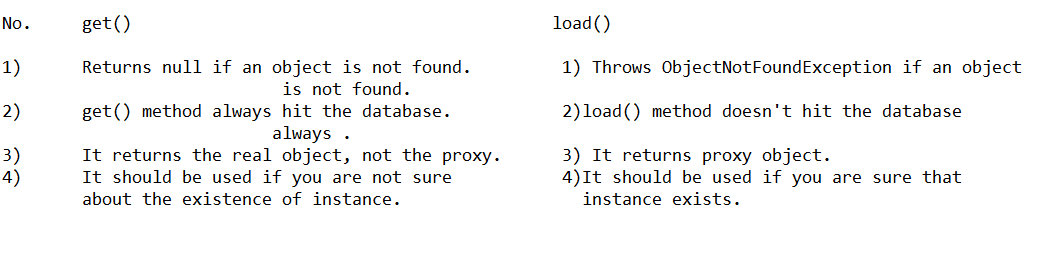 No. get() load()
1) Returns null if an object is not found. 1) Throws ObjectNotFoundException if an object
is not found.
2) get() method always hit the database. 2)load() method doesn't hit the database
always .
3) It returns the real object, not the proxy. 3) It returns proxy object.
4) It should be used if you are not sure 4)It should be used if you are sure that
about the existence of instance. instance exists.